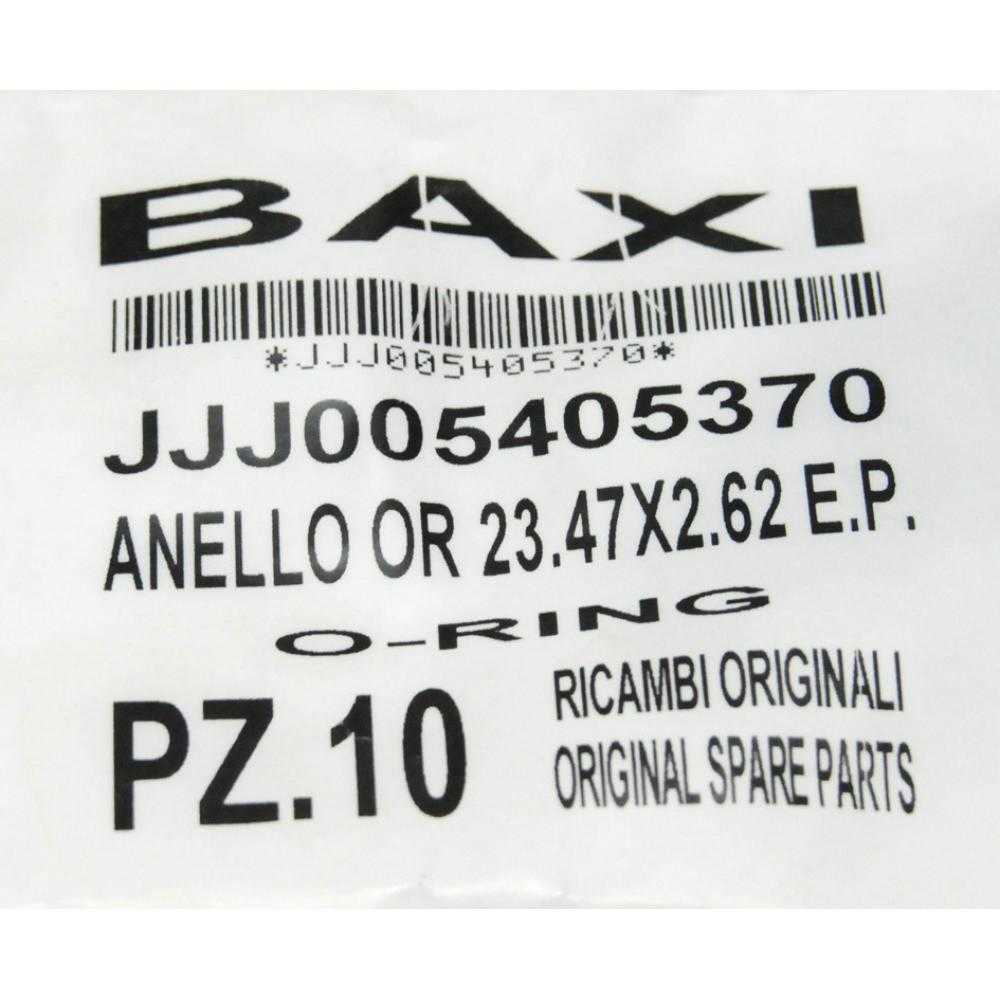 BAXI
*JJJ005405370*
JJJ005405370
ANELLO OR 23.47X2.62 E.P.
O-RING
PZ.10
RICAMBI ORIGINALI
ORIGINAL SPARE PARTS